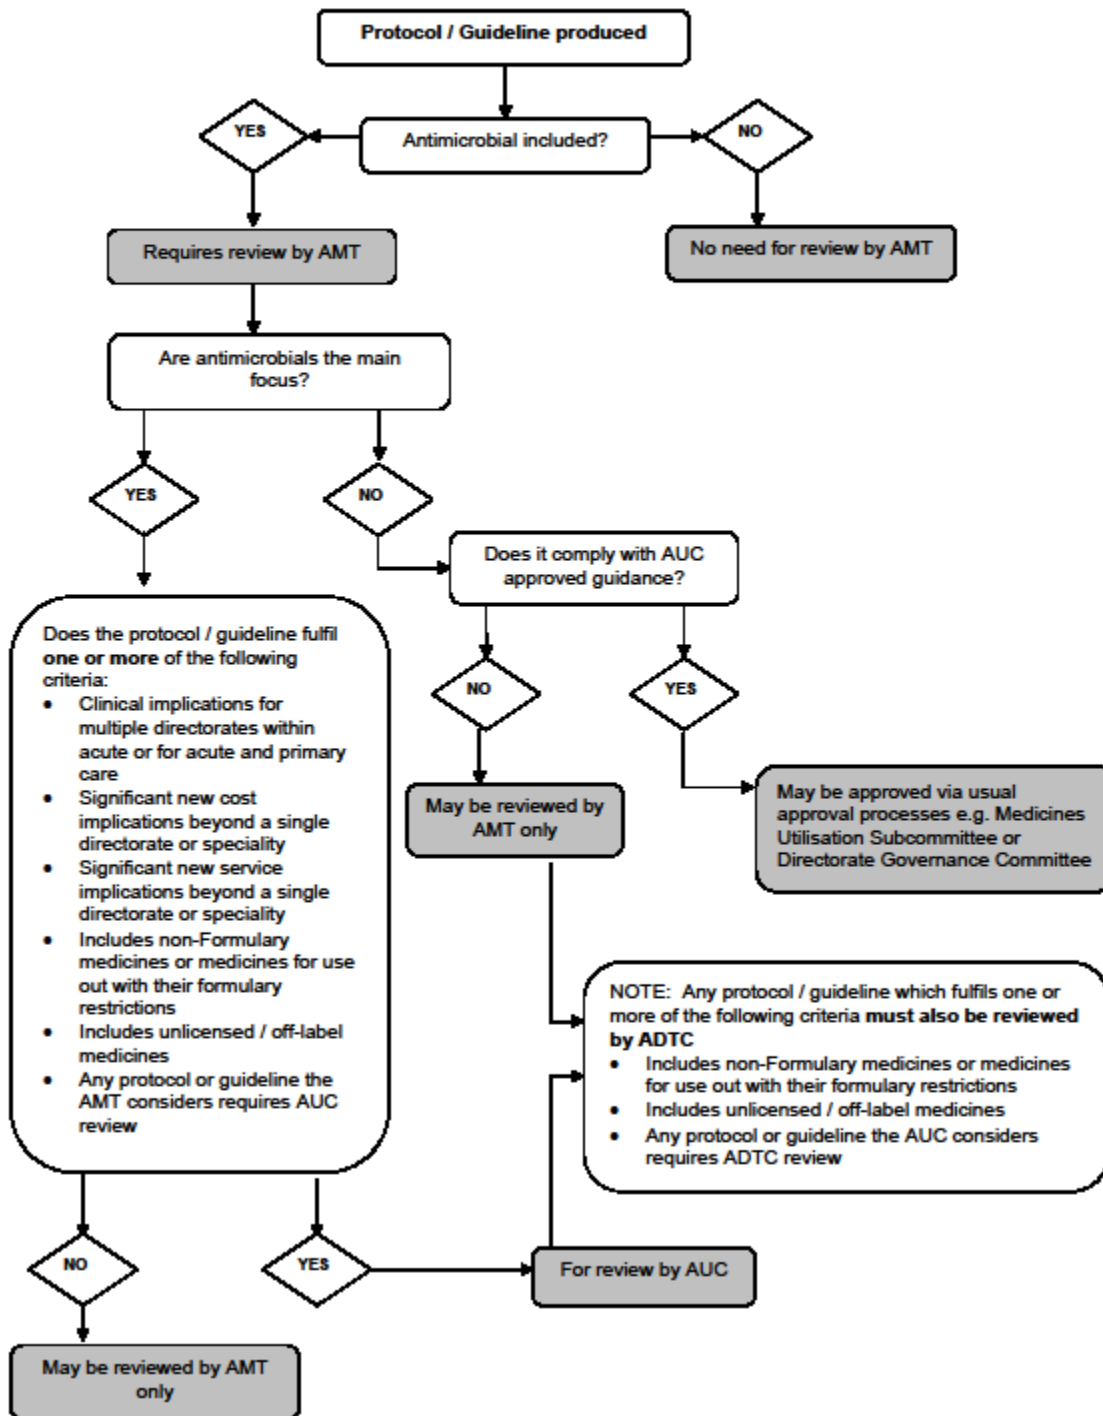 Protocol / Guideline produced
YES
Antimicrobial included?
NO
Requires review by AMT
No need for review by AMT
Are antimicrobials the main
focus?
YES
NO
Does it comply with AUC
approved guidance?
Does the protocol / guideline fulfil
one or more of the following
criteria:
• Clinical implications for
multiple directorates within
acute or for acute and primary
care
• Significant new cost
implications beyond a single
directorate or speciality
• Significant new service
implications beyond a single
directorate or speciality
• Includes non-Formulary
medicines or medicines for use
out with their formulary
restrictions
• Includes unlicensed / off-label
medicines
• Any protocol or guideline the
AMT considers requires AUC
review
NO
YES
May be reviewed by
AMT only
May be approved via usual
approval processes e.g. Medicines
Utilisation Subcommittee or
Directorate Governance Committee
NOTE: Any protocol / guideline which fulfils one or
more of the following criteria must also be reviewed
by ADTC
• Includes non-Formulary medicines or medicines
for use out with their formulary restrictions
• Includes unlicensed / off-label medicines
• Any protocol or guideline the AUC considers
requires ADTC review
NO
YES
For review by AUC
May be reviewed by AMT
only